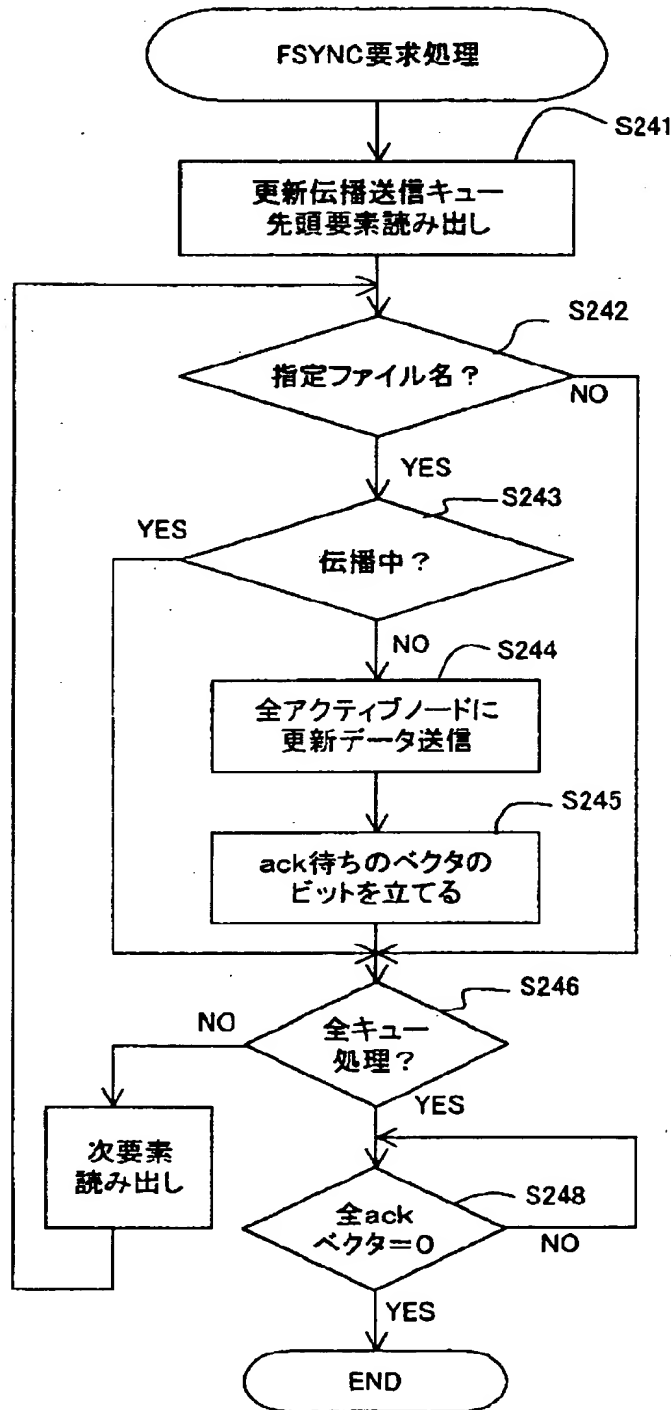 FSYNC要求処理
S241
更新伝播送信キュー
先頭要素読み出し
S242
指定ファイル名？
NO
YES
S243
YES
伝播中？
NO
S244
全アクティブノードに
更新データ送信
S245
ack待ちのベクタの
ビットを立てる
S246
NO
全キュー
処理？
YES
次要素
読み出し
S248
全ack
ベクタ＝0
NO
YES
END